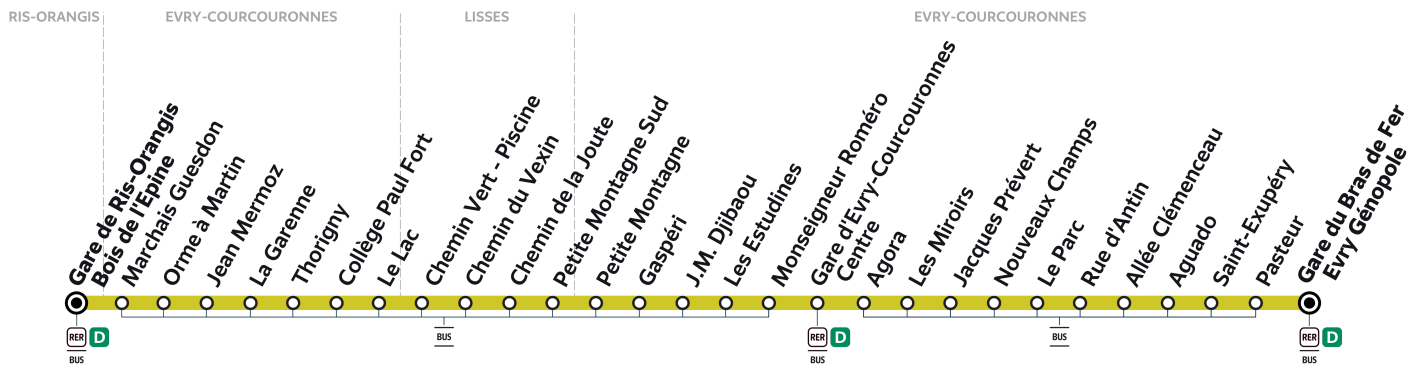 RIS-ORANGIS
EVRY-COURCOURONNES
LISSES
EVRY-COURCOURONNES
Gare de Ris-Orangis
Bois de l'Epine
Marchais Guesdon
Orme à Martin
Jean Mermoz
La Garenne
Thorigny
Collège Paul Fort
Le Lac
Chemin Vert - Piscine
Chemin du Vexin
Chemin de la Joute
Petite Montagne Sud
Petite Montagne
Gaspéri
J.M. Djibaou
Les Estudines
Monseigneur Roméro
Gare d'Evry-Courcouronnes
Centre
Agora
Les Miroirs
Jacques Prévert
Nouveaux Champs
Le Parc
Rue d'Antin
Allée Clémenceau
Aguado
Saint-Exupéry
Pasteur
Gare du Bras de Fer
Evry Génopole
RER D
BUS
BUS
RER D
BUS
BUS
RER D
BUS